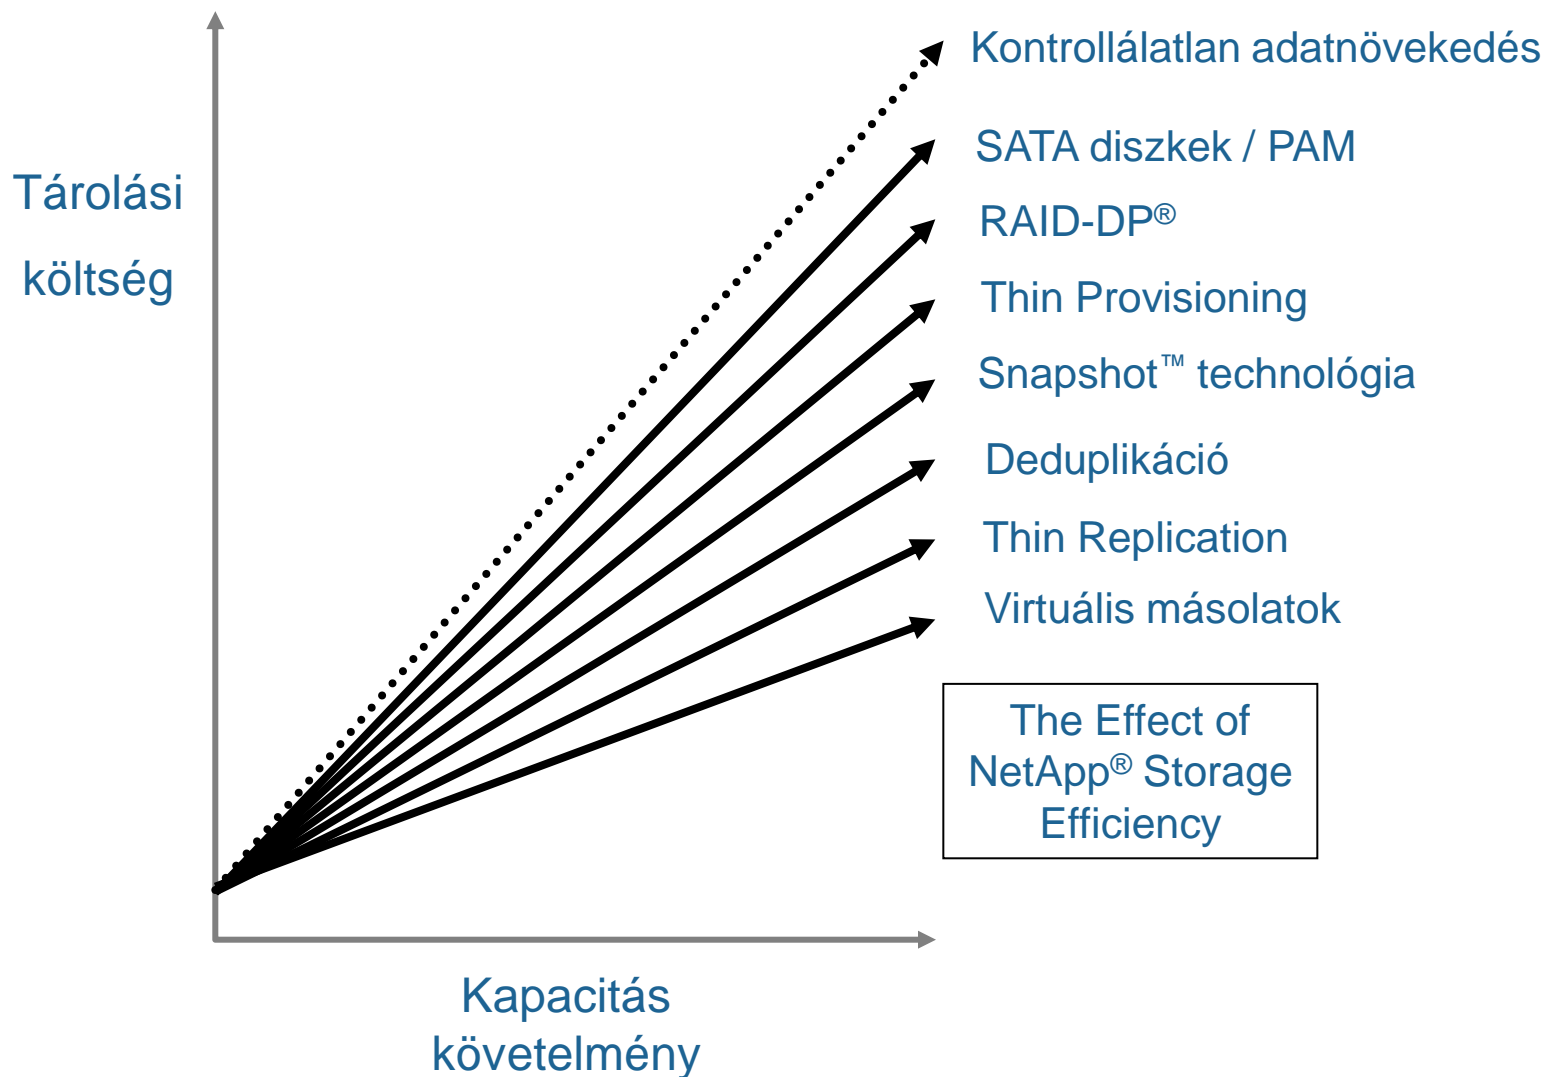 Kontrollálatlan adatnövekedés
SATA diszkek / PAM
Tárolási
költség
RAID-DP®
Thin Provisioning
Snapshot™ technológia
Deduplikáció
Thin Replication
Virtuális másolatok
The Effect of
NetApp® Storage
Efficiency
Kapacitás
követelmény